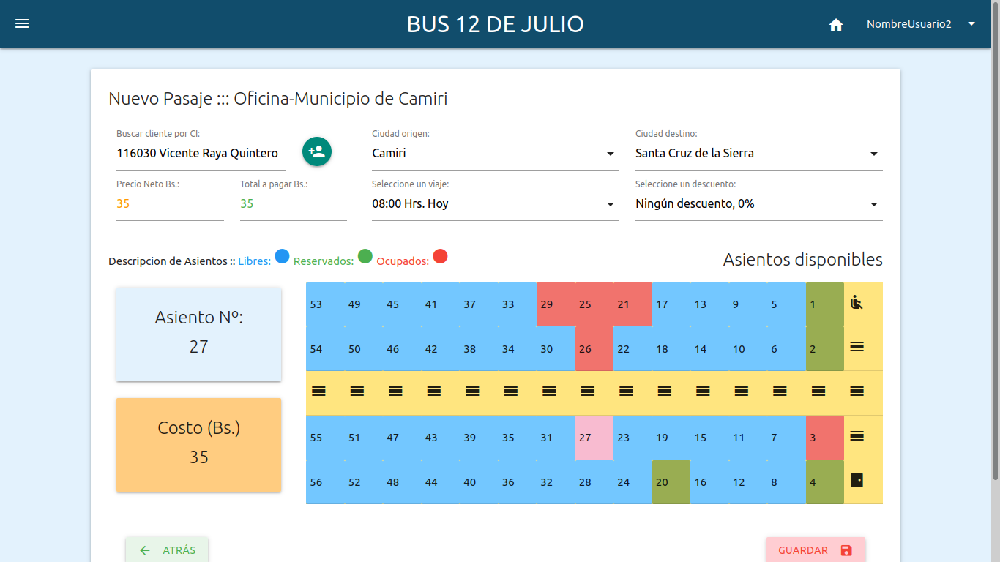 BUS 12 DE JULIO
NombreUsuario2
Nuevo Pasaje ::: Oficina-Municipio de Camiri
Buscar cliente por CI: Ciudad origen: Ciudad destino:
116030 Vicente Raya Quintero Camiri Santa Cruz de la Sierra
Precio Neto Bs.: Total a pagar Bs.: Seleccione un viaje: Seleccione un descuento:
35 35 08:00 Hrs. Hoy Ningún descuento, 0%
Descripcion de Asientos :: Libres: Reservados: Ocupados: Asientos disponibles
Asiento Nº:
27
Costo (Bs.)
35
53 49 45 41 37 33 29 25 21 17 13 9 5 1
54 50 46 42 38 34 30 26 22 18 14 10 6 2
55 51 47 43 39 35 31 27 23 19 15 11 7 3
56 52 48 44 40 36 32 28 24 20 16 12 8 4
ATRÁS GUARDAR